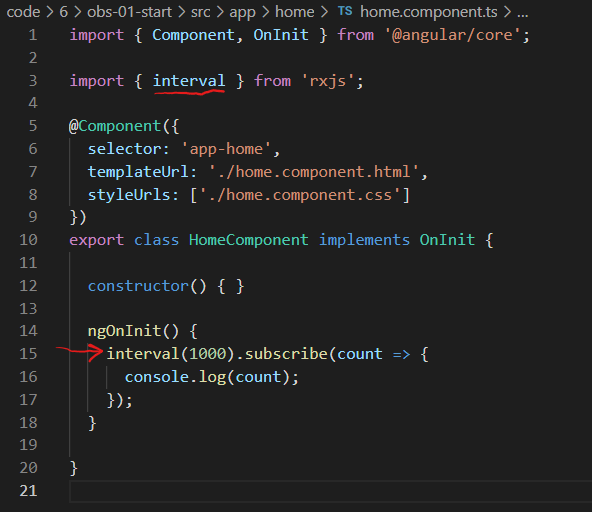 code > 6 > obs-01-start > src > app > home > TS home.component.ts > ...
1 import { Component, OnInit } from '@angular/core';
2
3 import { interval } from 'rxjs';
4
5 @Component({
6   selector: 'app-home',
7   templateUrl: './home.component.html',
8   styleUrls: ['./home.component.css']
9 })
10 export class HomeComponent implements OnInit {
11
12   constructor() { }
13
14   ngOnInit() {
15     interval(1000).subscribe(count => {
16       console.log(count);
17     });
18   }
19
20 }
21